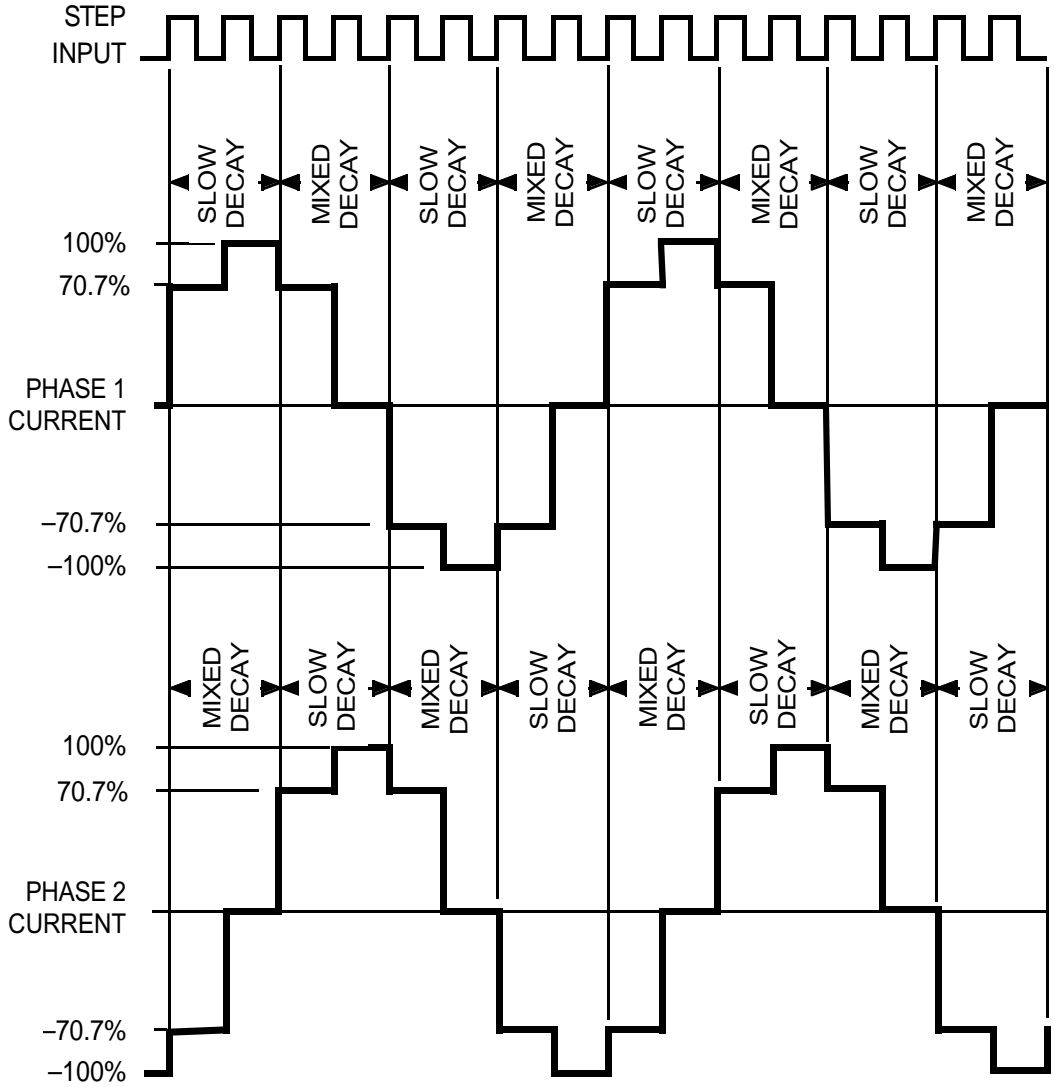 STEP
INPUT
SLOW
DECAY
MIXED
DECAY
SLOW
DECAY
MIXED
DECAY
SLOW
DECAY
MIXED
DECAY
SLOW
DECAY
MIXED
DECAY
100%
70.7%
PHASE 1
CURRENT
–70.7%
–100%
MIXED
DECAY
SLOW
DECAY
MIXED
DECAY
SLOW
DECAY
MIXED
DECAY
SLOW
DECAY
MIXED
DECAY
SLOW
DECAY
100%
70.7%
PHASE 2
CURRENT
–70.7%
–100%